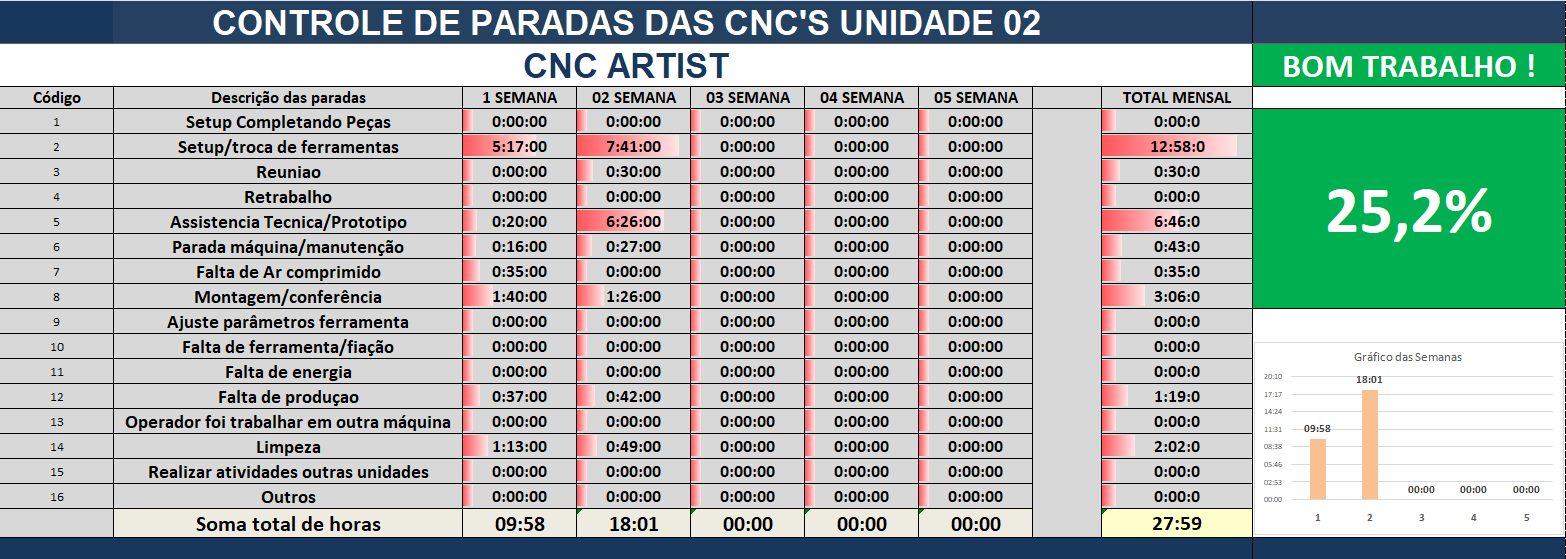 CONTROLE DE PARADAS DAS CNC'S UNIDADE 02
CNC ARTIST
BOM TRABALHO !
Código Descrição das paradas 1 SEMANA 02 SEMANA 03 SEMANA 04 SEMANA 05 SEMANA TOTAL MENSAL
1 Setup Completando Peças 0:00:00 0:00:00 0:00:00 0:00:00 0:00:00 0:00:0
2 Setup/troca de ferramentas 5:17:00 7:41:00 0:00:00 0:00:00 0:00:00 12:58:0
3 Reuniao 0:00:00 0:30:00 0:00:00 0:00:00 0:00:00 0:30:0
4 Retrabalho 0:00:00 0:00:00 0:00:00 0:00:00 0:00:00 0:00:0
5 Assistencia Tecnica/Prototipo 0:20:00 6:26:00 0:00:00 0:00:00 0:00:00 6:46:0
6 Parada máquina/manutenção 0:16:00 0:27:00 0:00:00 0:00:00 0:00:00 0:43:0
7 Falta de Ar comprimido 0:35:00 0:00:00 0:00:00 0:00:00 0:00:00 0:35:0
8 Montagem/conferência 1:40:00 1:26:00 0:00:00 0:00:00 0:00:00 3:06:0
9 Ajuste parâmetros ferramenta 0:00:00 0:00:00 0:00:00 0:00:00 0:00:00 0:00:0
10 Falta de ferramenta/fiação 0:00:00 0:00:00 0:00:00 0:00:00 0:00:00 0:00:0
11 Falta de energia 0:00:00 0:00:00 0:00:00 0:00:00 0:00:00 0:00:0
12 Falta de produçao 0:37:00 0:42:00 0:00:00 0:00:00 0:00:00 1:19:0
13 Operador foi trabalhar em outra máquina 0:00:00 0:00:00 0:00:00 0:00:00 0:00:00 0:00:0
14 Limpeza 1:13:00 0:49:00 0:00:00 0:00:00 0:00:00 2:02:0
15 Realizar atividades outras unidades 0:00:00 0:00:00 0:00:00 0:00:00 0:00:00 0:00:0
16 Outros 0:00:00 0:00:00 0:00:00 0:00:00 0:00:00 0:00:0
Soma total de horas 09:58 18:01 00:00 00:00 00:00 27:59
25,2%
Gráfico das Semanas
20:10
18:01
17:17
14:24
11:31
09:58
08:38
05:46
02:53
00:00 00:00 00:00
00:00
1 2 3 4 5